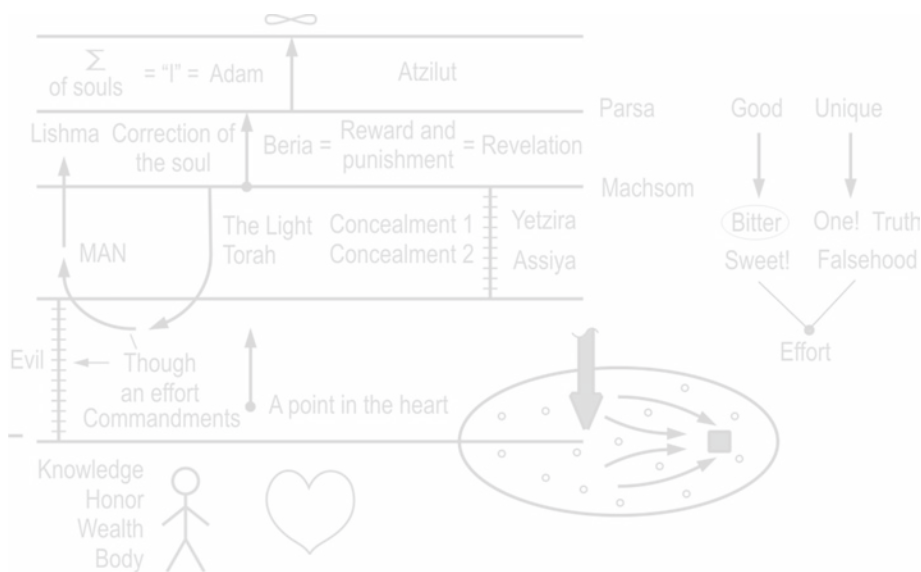 ∞
Σ
of souls
= "I" = Adam
Atzilut
Parsa
Good
Unique
Lishma
Correction of
the soul
Beria =
Reward and
punishment
= Revelation
Machsom
MAN
The Light
Torah
Concealment 1
Concealment 2
Yetzira
Assiya
Bitter
One! Truth
Sweet!
Falsehood
Effort
Evil
Though
an effort
Commandments
A point in the heart
Knowledge
Honor
Wealth
Body